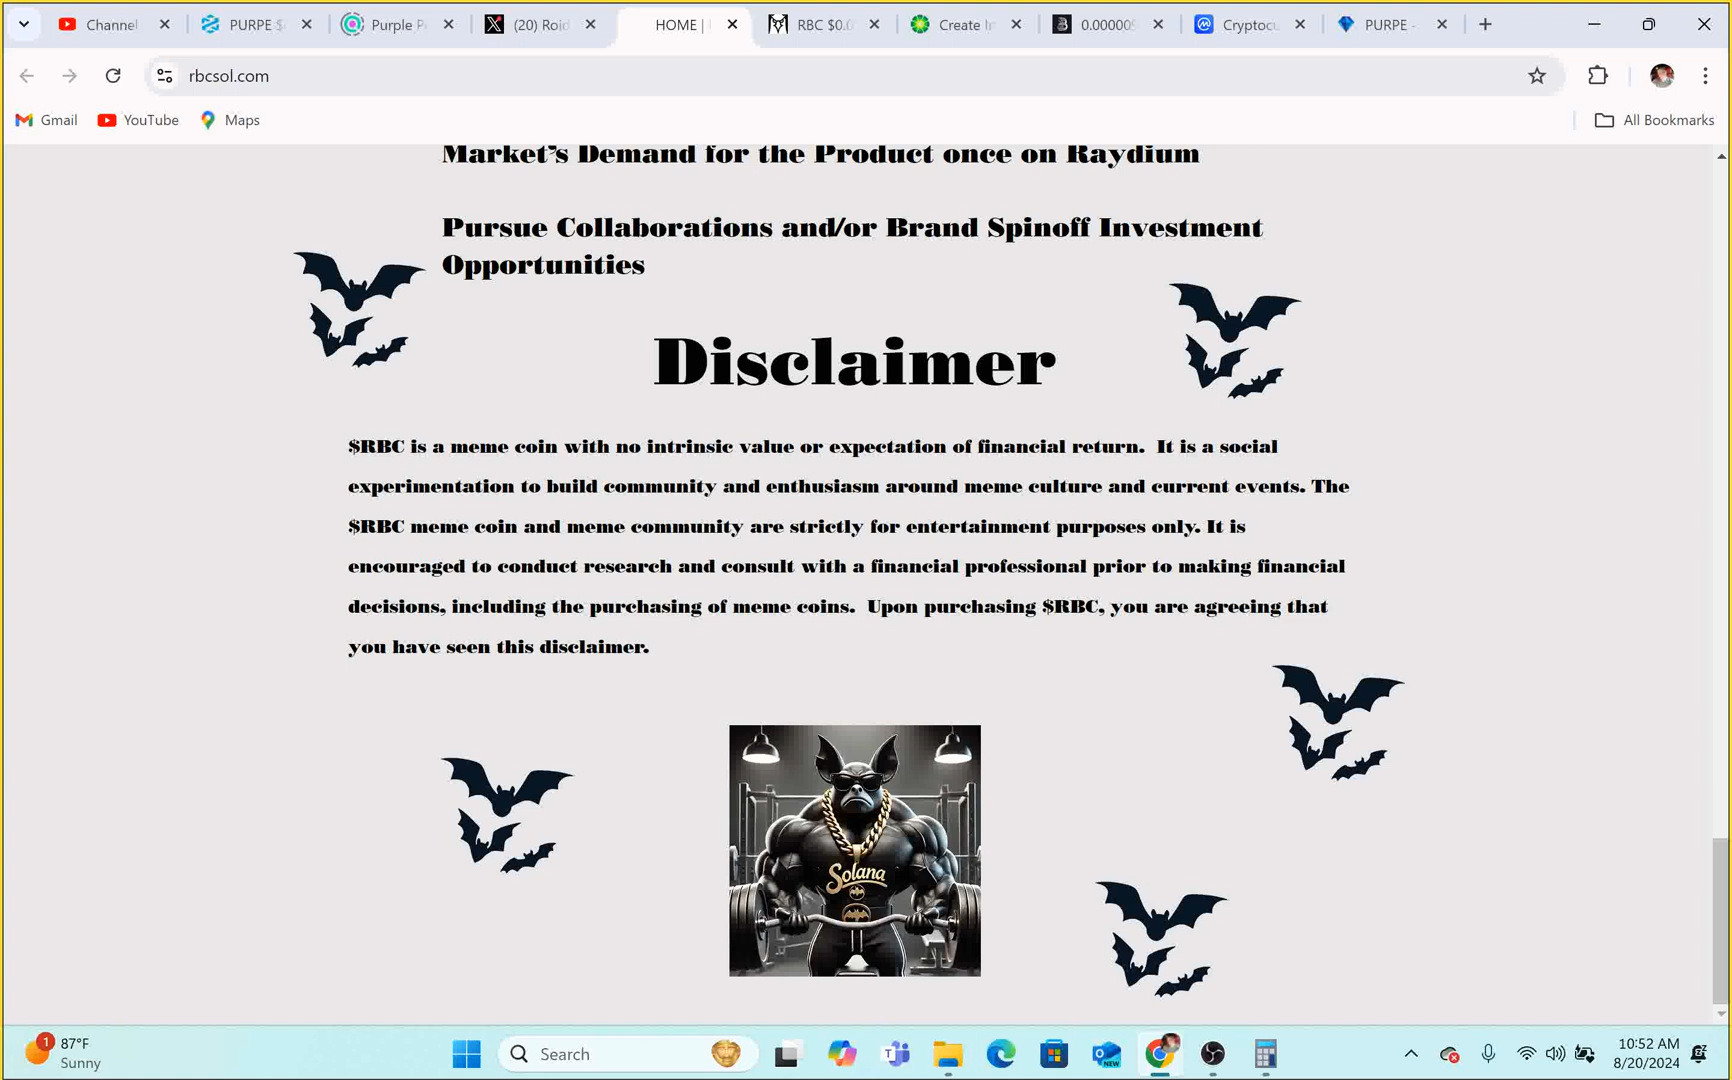 Channel
PURPE $
Purple P
(20) Roid
HOME |
RBC $0.0
Create In
0.000005
Cryptocu
PURPE -
rbcsol.com
Gmail
YouTube
Maps
All Bookmarks
Market's Demand for the Product once on Raydium
Pursue Collaborations and/or Brand Spinoff Investment
Opportunities
Disclaimer
$RBC is a meme coin with no intrinsic value or expectation of financial return. It is a social
experimentation to build community and enthusiasm around meme culture and current events. The
$RBC meme coin and meme community are strictly for entertainment purposes only. It is
encouraged to conduct research and consult with a financial professional prior to making financial
decisions, including the purchasing of meme coins. Upon purchasing $RBC, you are agreeing that
you have seen this disclaimer.
Solana
1
87°F
Sunny
Search
NEW
10:52 AM
8/20/2024